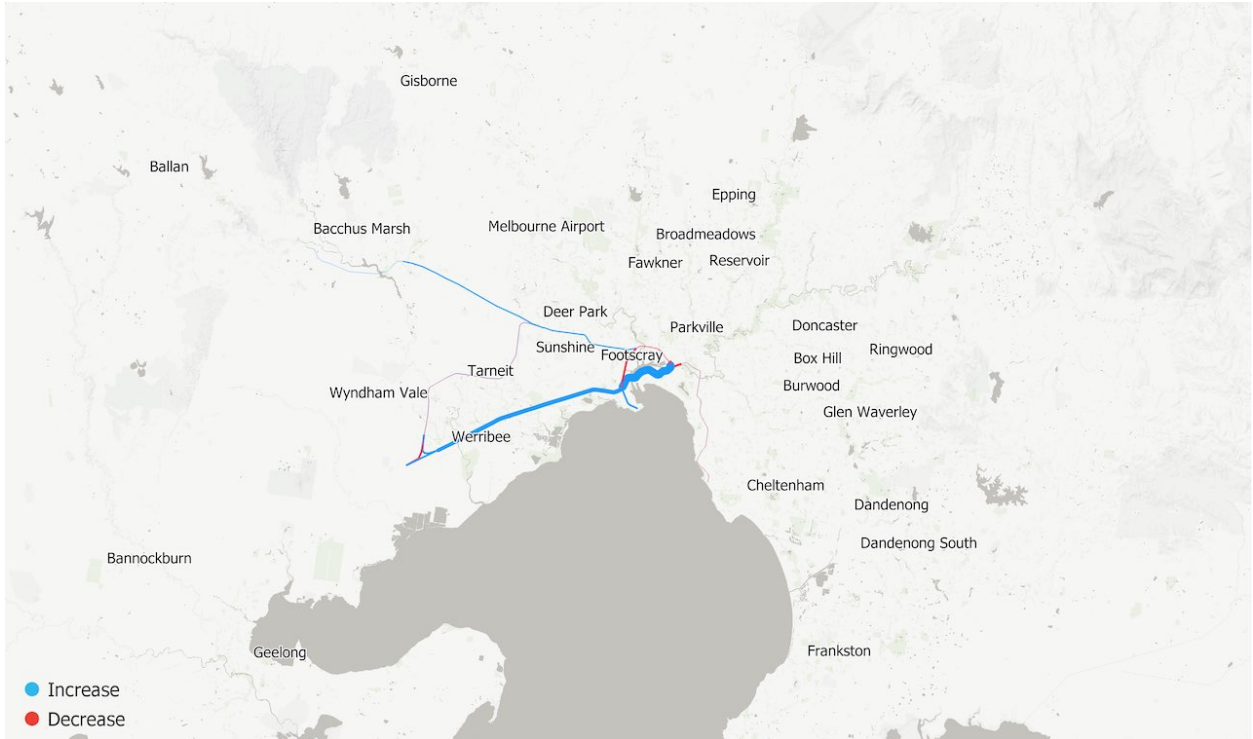 Gisborne
Ballan
Epping
Bacchus Marsh
Melbourne Airport
Broadmeadows
Fawkner
Reservoir
Deer Park
Parkville
Doncaster
Sunshine
Footscray
Box Hill
Ringwood
Tarneit
Wyndham Vale
Burwood
Glen Waverley
Werribee
Cheltenham
Dandenong
Dandenong South
Bannockburn
Geelong
Frankston
Increase
Decrease